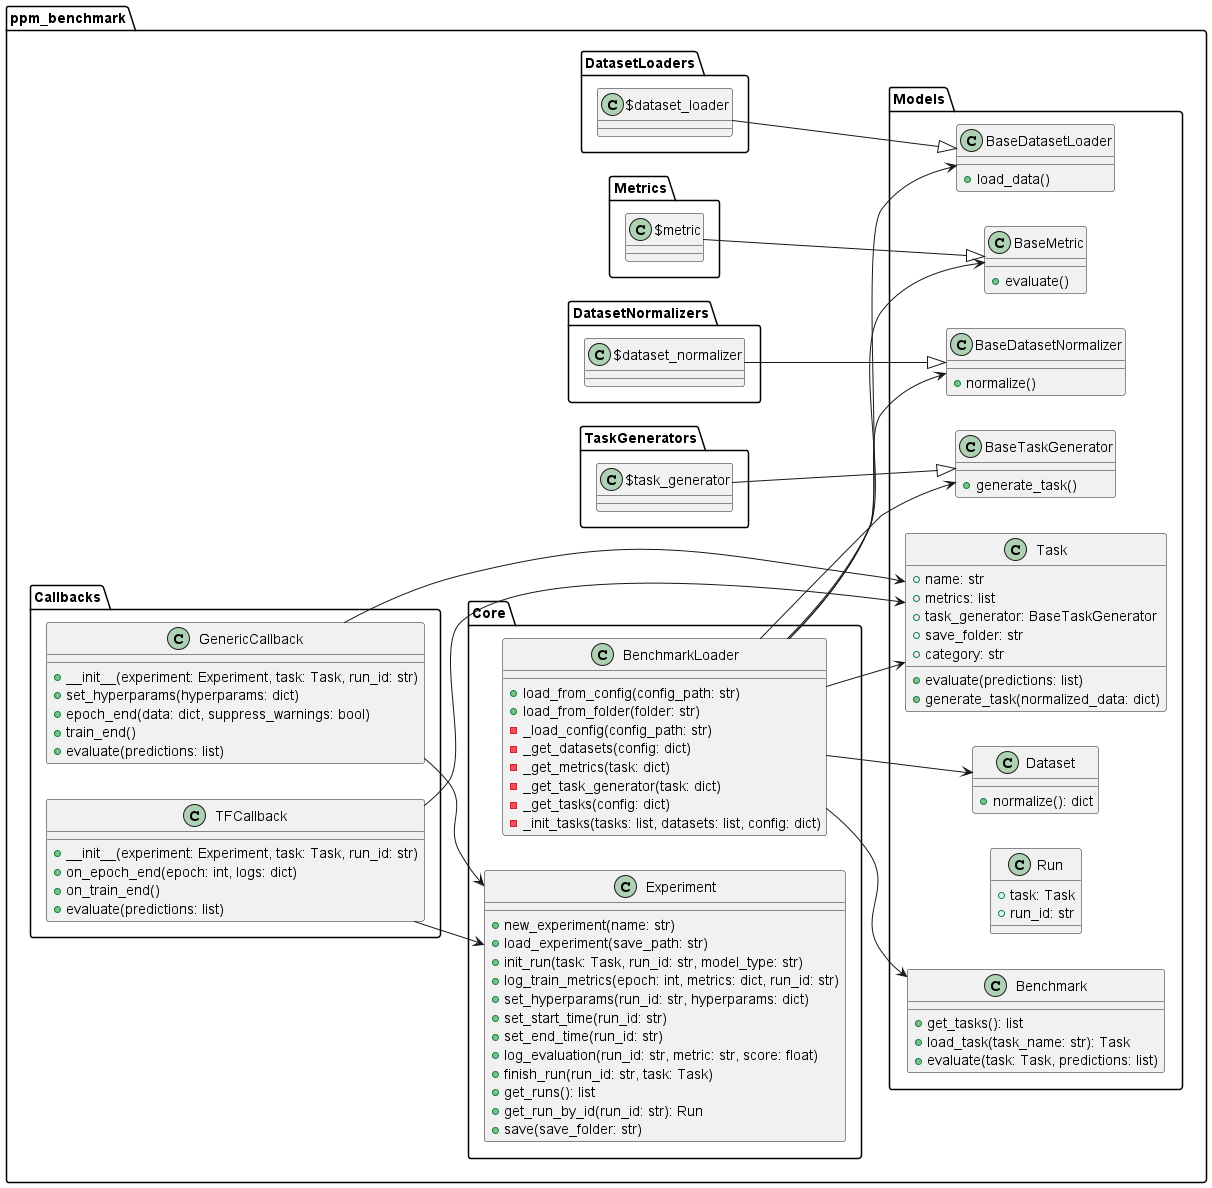 ppm_benchmark
DatasetLoaders
C $dataset_loader
Metrics
C $metric
DatasetNormalizers
C $dataset_normalizer
TaskGenerators
C $task_generator
Callbacks
C GenericCallback
__init__(experiment: Experiment, task: Task, run_id: str)
set_hyperparams(hyperparams: dict)
epoch_end(data: dict, suppress_warnings: bool)
train_end()
evaluate(predictions: list)
C TFCallback
__init__(experiment: Experiment, task: Task, run_id: str)
on_epoch_end(epoch: int, logs: dict)
on_train_end()
evaluate(predictions: list)
Core
C BenchmarkLoader
load_from_config(config_path: str)
load_from_folder(folder: str)
_load_config(config_path: str)
_get_datasets(config: dict)
_get_metrics(task: dict)
_get_task_generator(task: dict)
_get_tasks(config: dict)
_init_tasks(tasks: list, datasets: list, config: dict)
C Experiment
new_experiment(name: str)
load_experiment(save_path: str)
init_run(task: Task, run_id: str, model_type: str)
log_train_metrics(epoch: int, metrics: dict, run_id: str)
set_hyperparams(run_id: str, hyperparams: dict)
set_start_time(run_id: str)
set_end_time(run_id: str)
log_evaluation(run_id: str, metric: str, score: float)
finish_run(run_id: str, task: Task)
get_runs(): list
get_run_by_id(run_id: str): Run
save(save_folder: str)
Models
C BaseDatasetLoader
load_data()
C BaseMetric
evaluate()
C BaseDatasetNormalizer
normalize()
C BaseTaskGenerator
generate_task()
C Task
name: str
metrics: list
task_generator: BaseTaskGenerator
save_folder: str
category: str
evaluate(predictions: list)
generate_task(normalized_data: dict)
C Dataset
normalize(): dict
C Run
task: Task
run_id: str
C Benchmark
get_tasks(): list
load_task(task_name: str): Task
evaluate(task: Task, predictions: list)